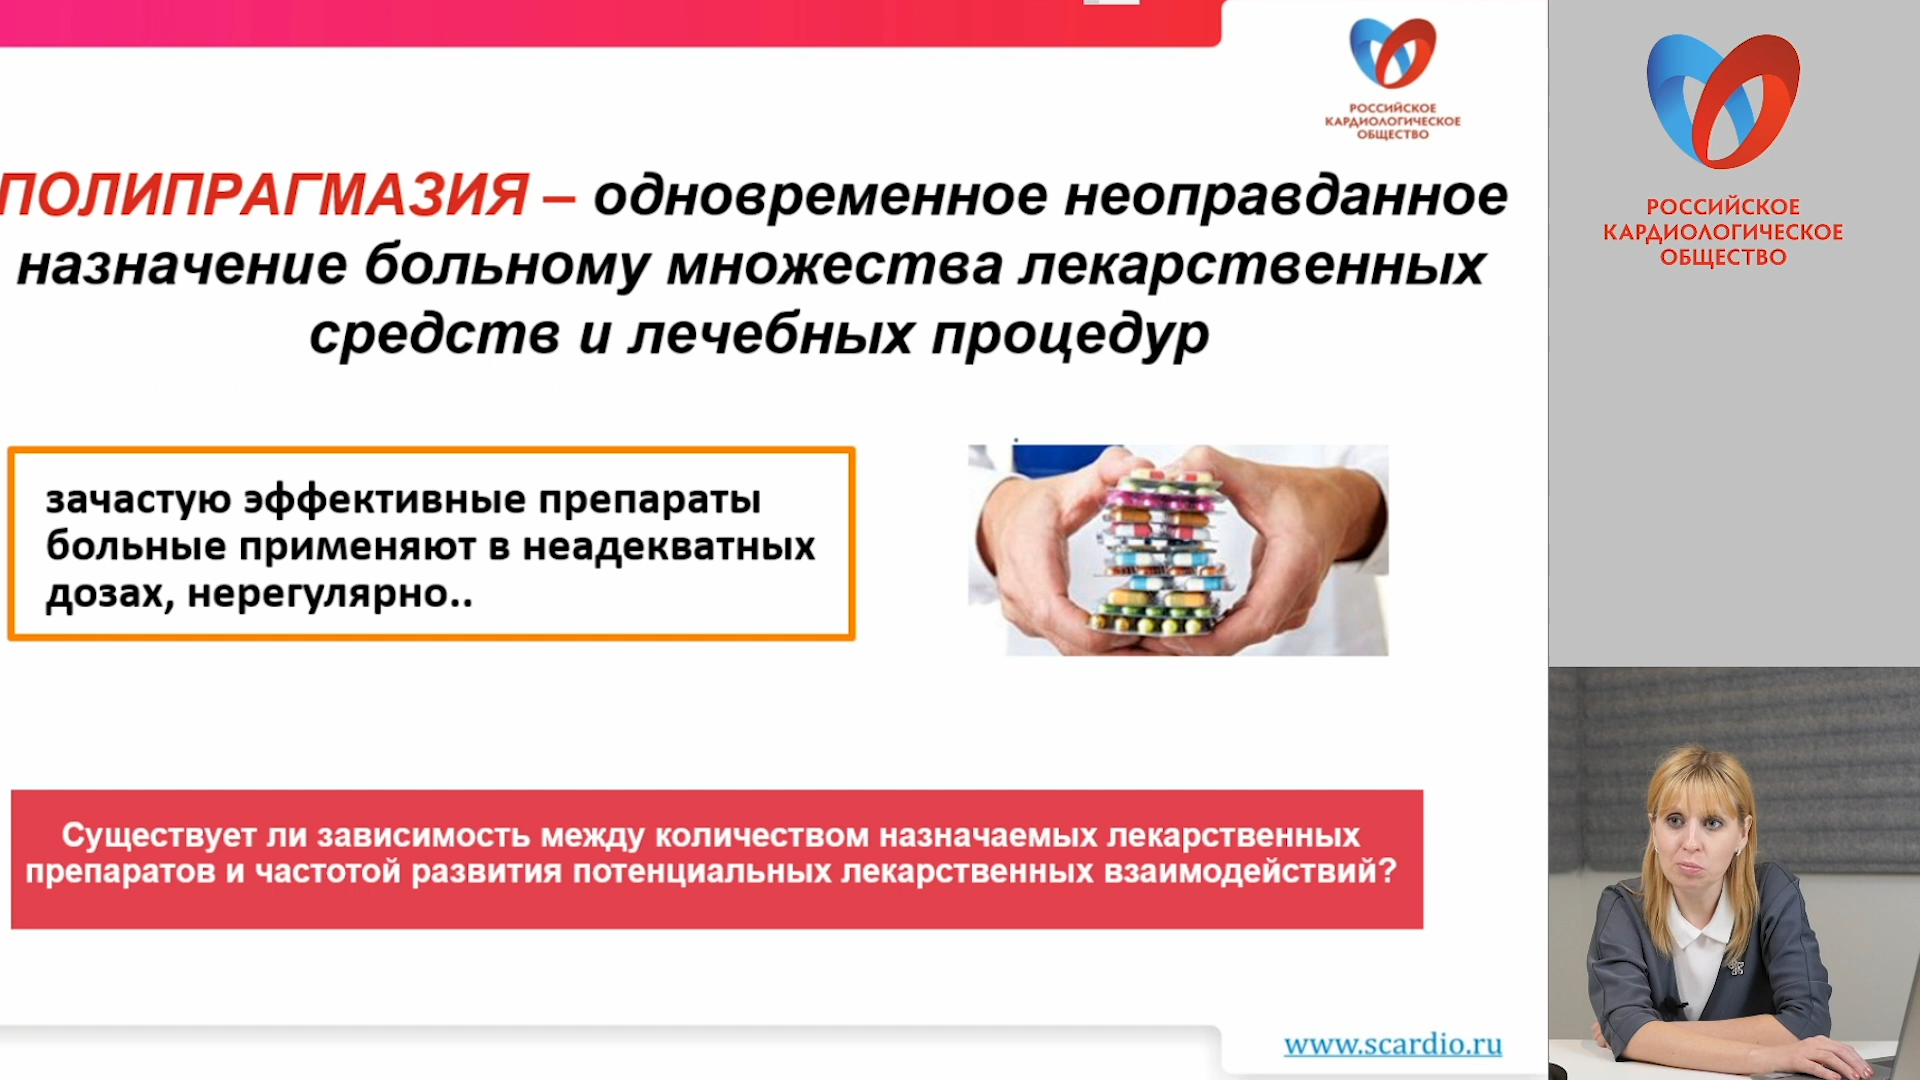 РОССИЙСКОЕ
КАРДИОЛОГИЧЕСКОЕ
ОБЩЕСТВО
ПОЛИПРАГМАЗИЯ – одновременное неоправданное
назначение больному множества лекарственных
средств и лечебных процедур
зачастую эффективные препараты
больные применяют в неадекватных
дозах, нерегулярно..
Существует ли зависимость между количеством назначаемых лекарственных
препаратов и частотой развития потенциальных лекарственных взаимодействий?
www.scardio.ru
РОССИЙСКОЕ
КАРДИОЛОГИЧЕСКОЕ
ОБЩЕСТВО